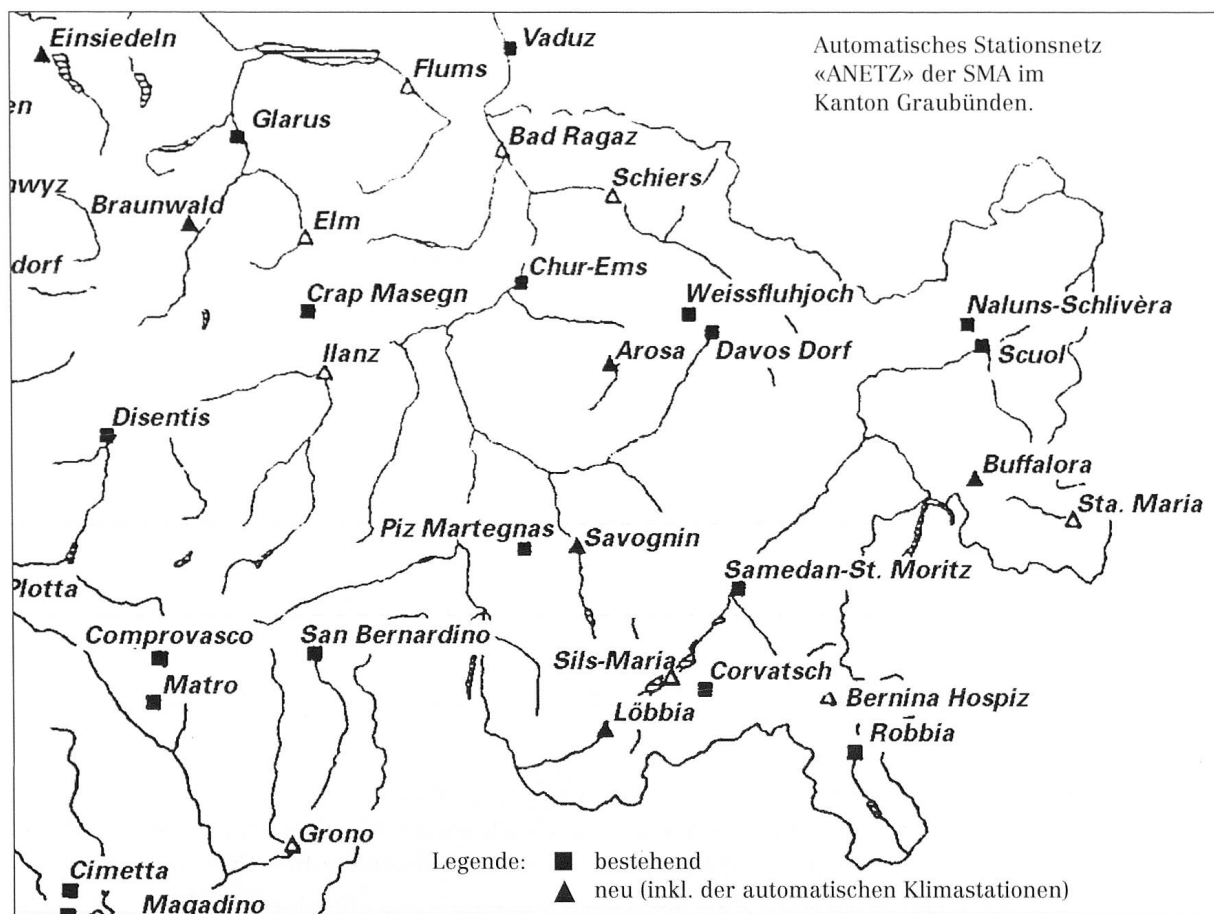 Einsiedeln
Vaduz
Automatisches Stationsnetz
«ANETZ» der SMA im
Kanton Graubünden.
Flums
en
Glarus
Bad Ragaz
Schiers
hwyz
Braunwald
Elm
dorf
Chur-Ems
Crap Masegn
Weissfluhjoch
Naluns-Schlivèra
Ilanz
Arosa
Davos Dorf
Scuol
Disentis
Buffalora
Sta. Maria
Piz Martegnas
Savognin
Plotta
Samedan-St. Moritz
Comprovasco
San Bernardino
Sils-Maria
Corvatsch
Matro
Löbbia
Bernina Hospiz
Robbia
Grono
Legende: bestehend
neu (inkl. der automatischen Klimastationen)
Cimetta
Magadino